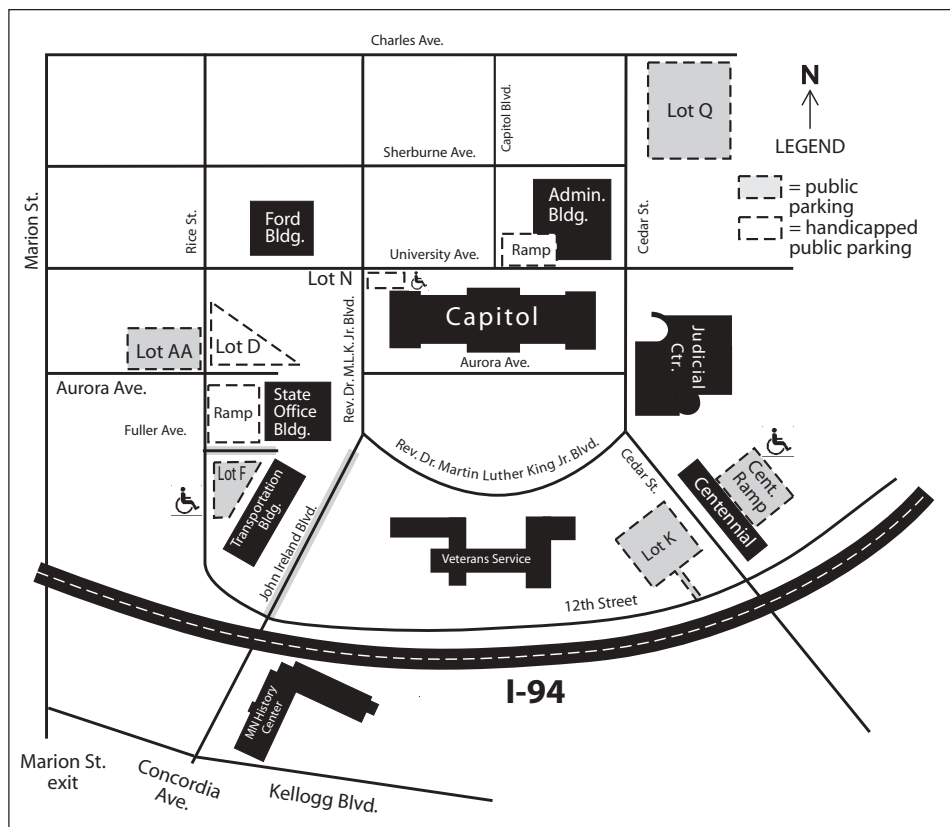 Charles Ave.
Capitol Blvd.
Lot Q
N
LEGEND
= public
parking
= handicapped
public parking
Sherburne Ave.
Marion St.
Rice St.
Ford
Bldg.
Admin.
Bldg.
Ramp
Cedar St.
University Ave.
Lot N
Rev. Dr. M.L.K. Jr. Blvd.
Capitol
Judicial
Ctr.
Lot AA
Lot D
Aurora Ave.
Aurora Ave.
Ramp
State
Office
Bldg.
Fuller Ave.
Rev. Dr. Martin Luther King Jr. Blvd.
Cedar St.
Lot F
Transportation
Bldg.
John Ireland Blvd.
Centennial
Cent.
Ramp
Veterans Service
Lot K
12th Street
I-94
MN History
Center
Marion St.
exit
Concordia
Ave.
Kellogg Blvd.